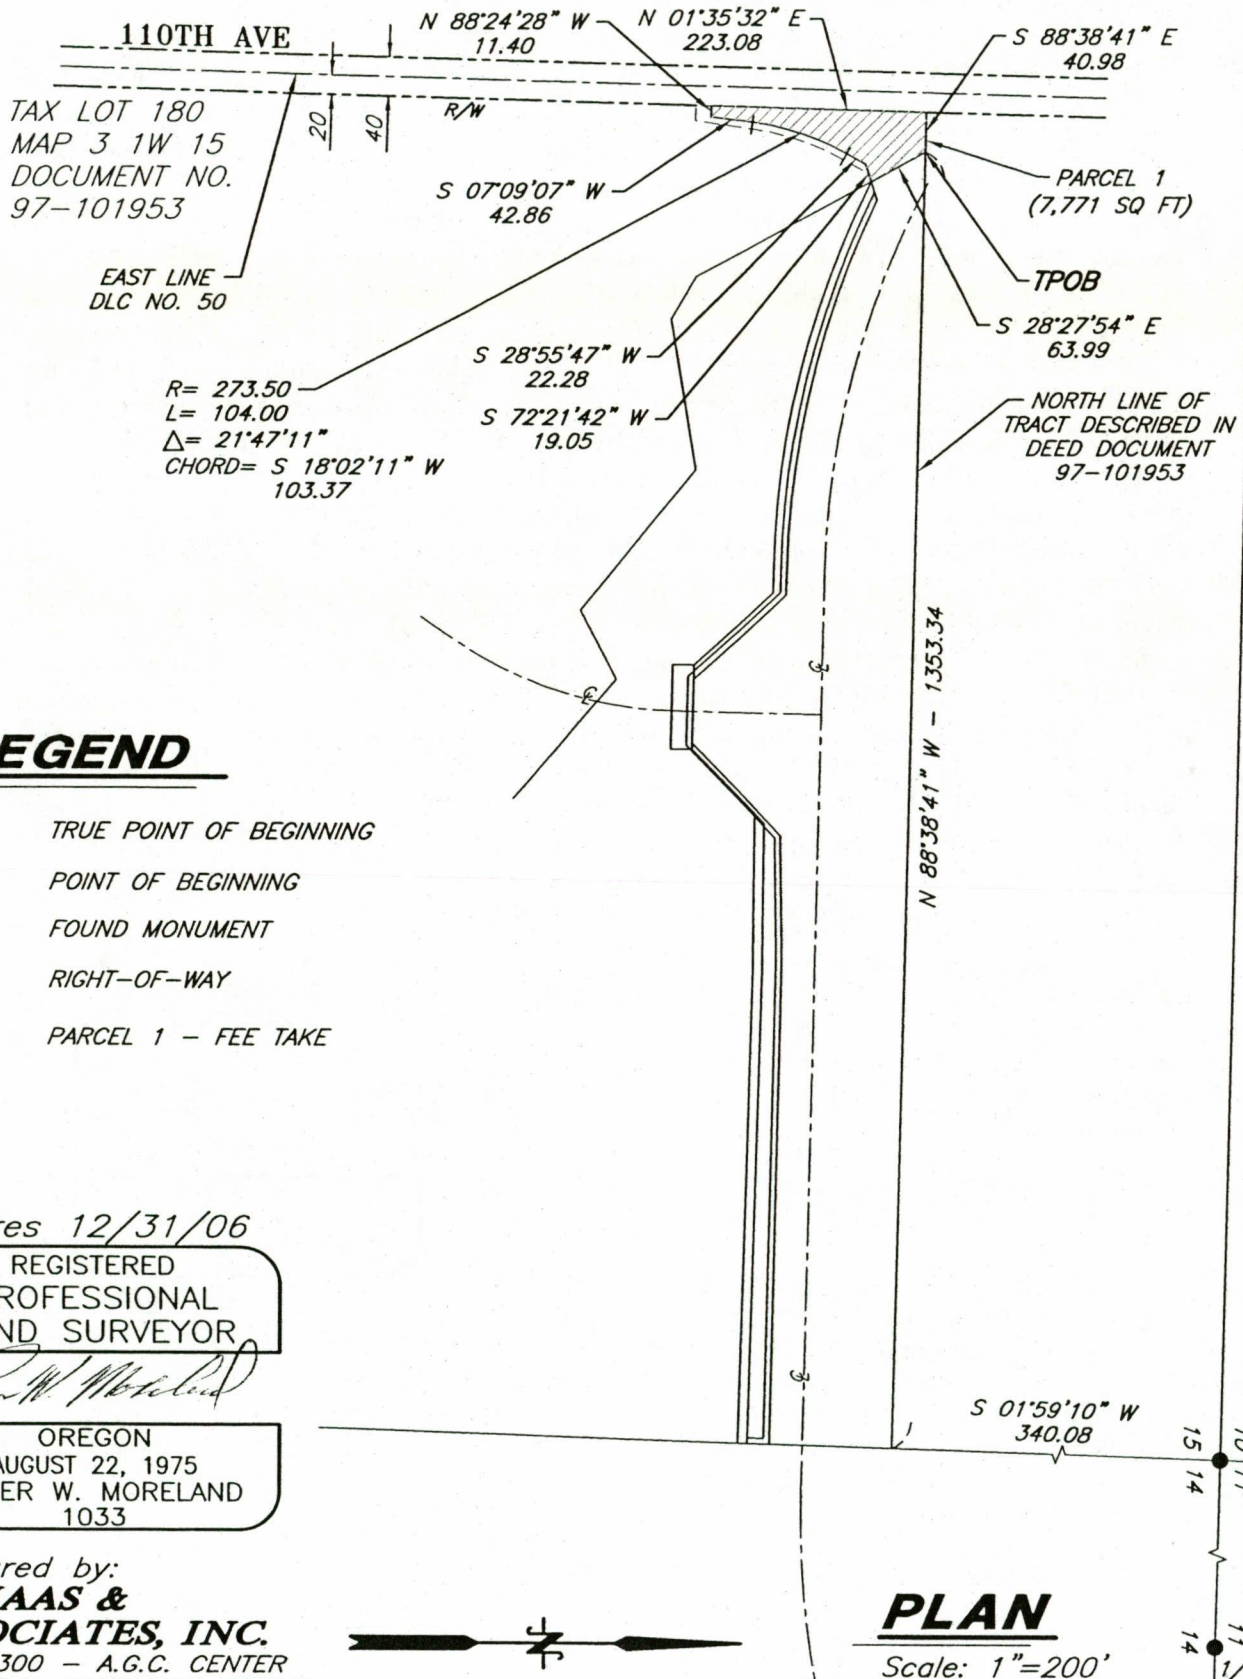 110TH AVE
N 88°24'28" W
11.40
N 01°35'32" E
223.08
S 88°38'41" E
40.98
TAX LOT 180
MAP 3 1W 15
DOCUMENT NO.
97-101953
20
40
R/W
S 07°09'07" W
42.86
PARCEL 1
(7,771 SQ FT)
EAST LINE
DLC NO. 50
TPOB
S 28°27'54" E
63.99
S 28°55'47" W
22.28
R= 273.50
L= 104.00
Δ= 21°47'11"
CHORD= S 18°02'11" W
103.37
S 72°21'42" W
19.05
NORTH LINE OF
TRACT DESCRIBED IN
DEED DOCUMENT
97-101953
N 88°38'41" W - 1353.34
EGEND
TRUE POINT OF BEGINNING
POINT OF BEGINNING
FOUND MONUMENT
RIGHT-OF-WAY
PARCEL 1 - FEE TAKE
res 12/31/06
REGISTERED
ROFESSIONAL
ND SURVEYOR
OREGON
AUGUST 22, 1975
ER W. MORELAND
1033
S 01°59'10" W
340.08
15
14
14
11
red by:
HAAS &
OCIATES, INC.
300 - A.G.C. CENTER
N
PLAN
Scale: 1"=200'